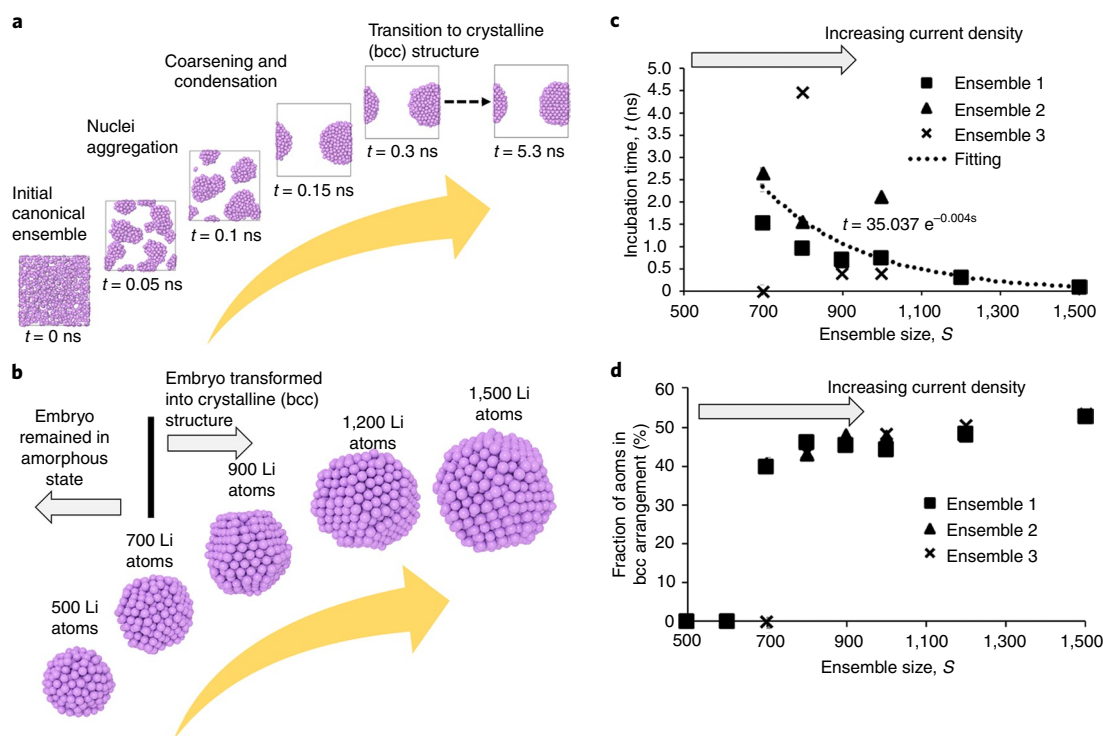 a
Initial
canonical
ensemble
t = 0 ns
t = 0.05 ns
Nuclei
aggregation
t = 0.1 ns
Coarsening and
condensation
t = 0.15 ns
Transition to crystalline
(bcc) structure
t = 0.3 ns
t = 5.3 ns
b
Embryo
remained in
amorphous
state
Embryo transformed
into crystalline (bcc)
structure
500 Li
atoms
700 Li
atoms
900 Li
atoms
1,200 Li
atoms
1,500 Li
atoms
c
Increasing current density
Incubation time, t (ns)
5.0
4.5
4.0
3.5
3.0
2.5
2.0
1.5
1.0
0.5
0
Ensemble 1
Ensemble 2
Ensemble 3
Fitting
t = 35.037 e−0.004s
500 700 900 1,100 1,300 1,500
Ensemble size, S
d
Increasing current density
Fraction of aoms in
bcc arrangement (%)
60
50
40
30
20
10
0
Ensemble 1
Ensemble 2
Ensemble 3
500 700 900 1,100 1,300 1,500
Ensemble size, S